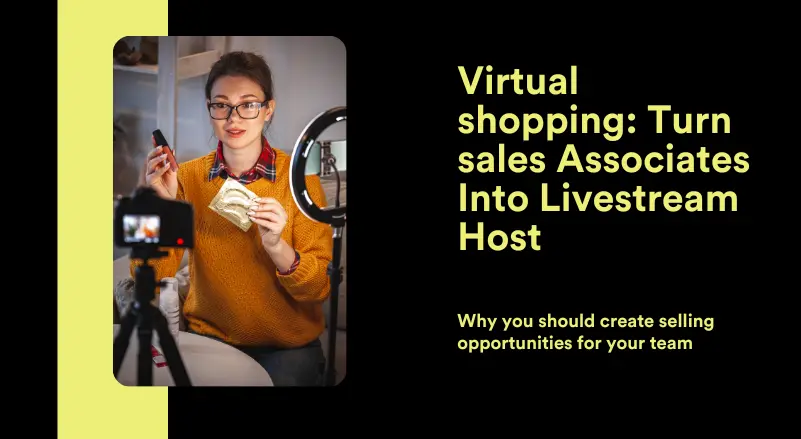 Virtual
shopping: Turn
sales Associates
Into Livestream
Host
Why you should create selling
opportunities for your team